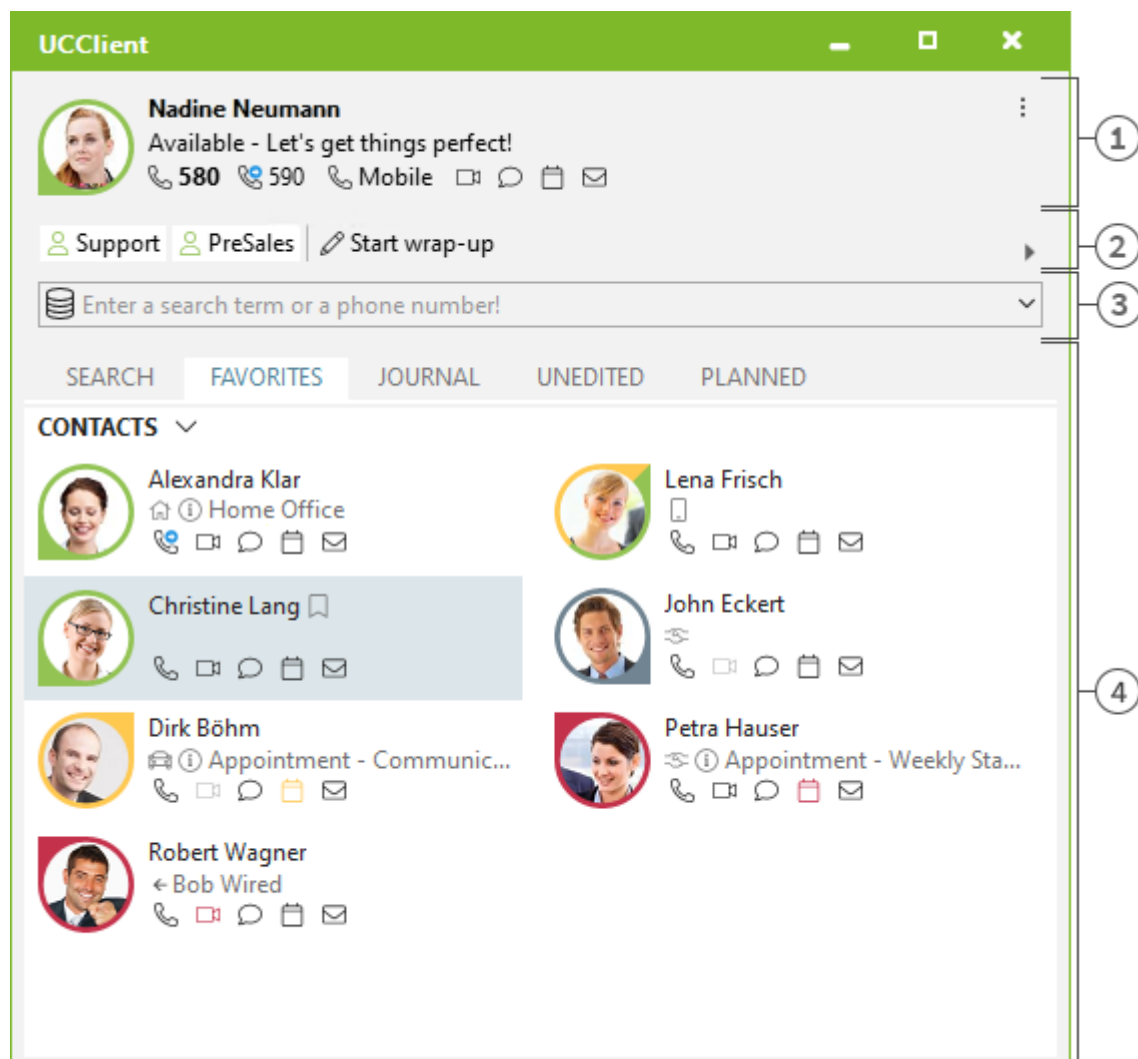 UCClient
Nadine Neumann
Available - Let's get things perfect!
580 590 Mobile
1
Support PreSales Start wrap-up
2
Enter a search term or a phone number!
3
SEARCH FAVORITES JOURNAL UNEDITED PLANNED
CONTACTS
Alexandra Klar
Home Office
Lena Frisch
Christine Lang
John Eckert
4
Dirk Böhm
Appointment - Communic...
Petra Hauser
Appointment - Weekly Sta...
Robert Wagner
Bob Wired